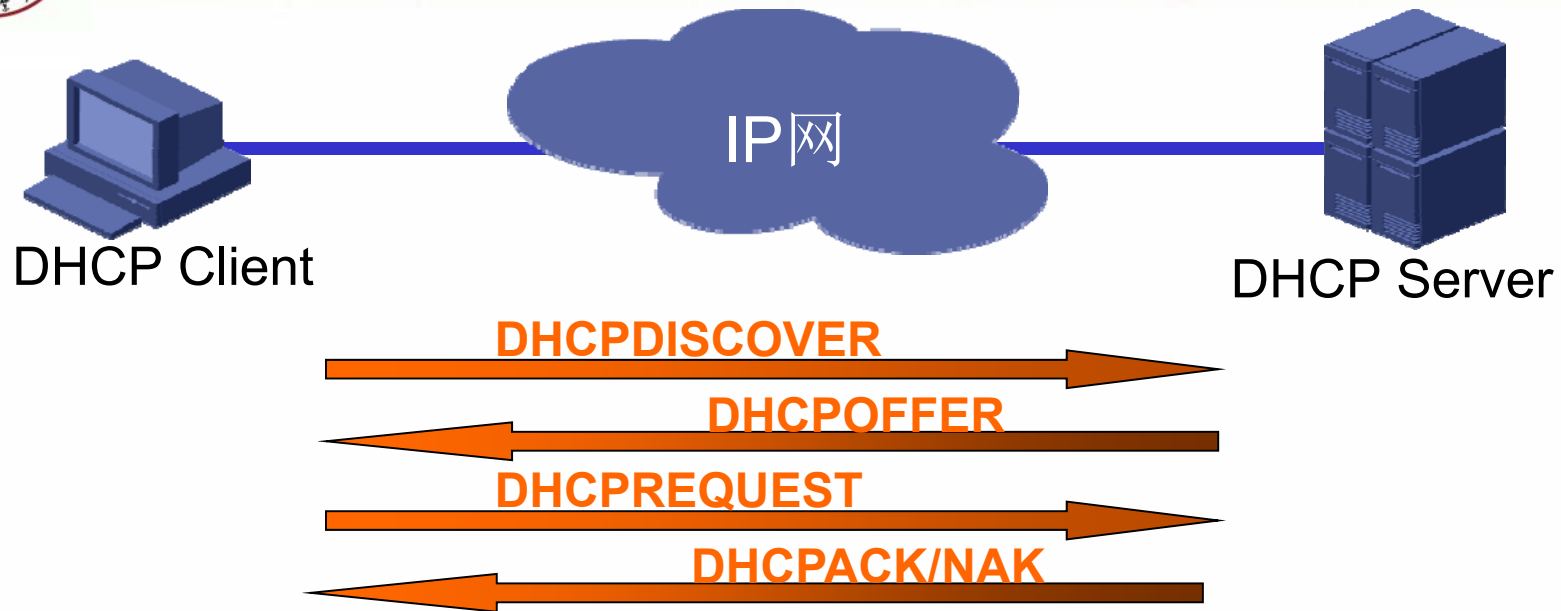 IP网
DHCP Client
DHCP Server
DHCPDISCOVER
DHCPOFFER
DHCPREQUEST
DHCPACK/NAK